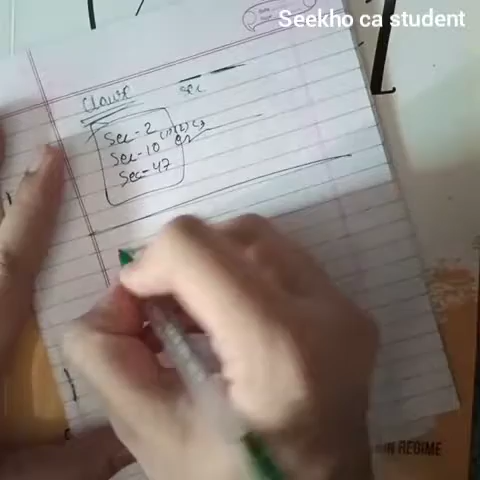 Seekho ca student
Clause
sec
Sec-2
Sec-10
Sec-47
REGIME